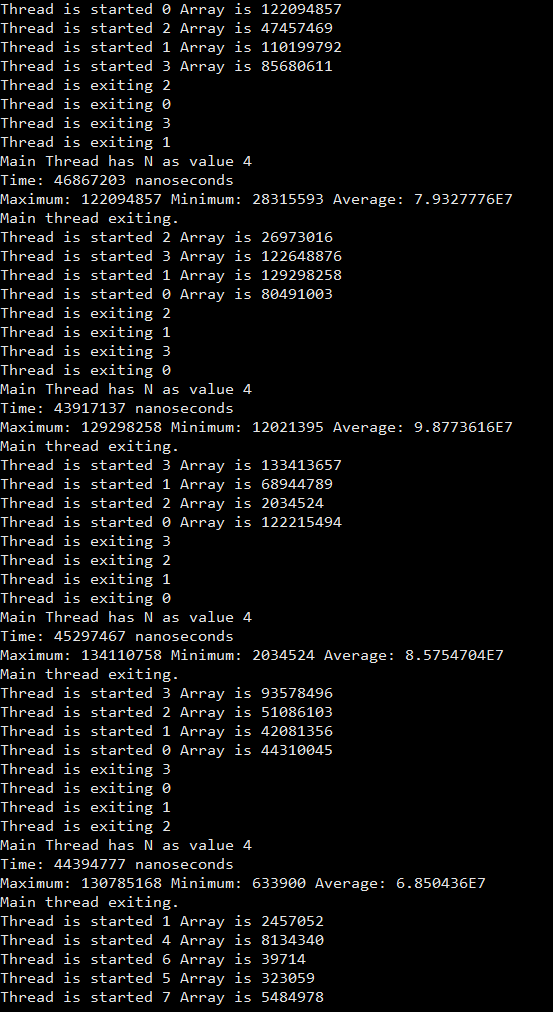 Thread is started 0 Array is 122094857
Thread is started 2 Array is 47457469
Thread is started 1 Array is 110199792
Thread is started 3 Array is 85680611
Thread is exiting 2
Thread is exiting 0
Thread is exiting 3
Thread is exiting 1
Main Thread has N as value 4
Time: 46867203 nanoseconds
Maximum: 122094857 Minimum: 28315593 Average: 7.9327776E7
Main thread exiting.
Thread is started 2 Array is 26973016
Thread is started 3 Array is 122648876
Thread is started 1 Array is 129298258
Thread is started 0 Array is 80491003
Thread is exiting 2
Thread is exiting 1
Thread is exiting 3
Thread is exiting 0
Main Thread has N as value 4
Time: 43917137 nanoseconds
Maximum: 129298258 Minimum: 12021395 Average: 9.8773616E7
Main thread exiting.
Thread is started 3 Array is 133413657
Thread is started 1 Array is 68944789
Thread is started 2 Array is 2034524
Thread is started 0 Array is 122215494
Thread is exiting 3
Thread is exiting 2
Thread is exiting 1
Thread is exiting 0
Main Thread has N as value 4
Time: 45297467 nanoseconds
Maximum: 134110758 Minimum: 2034524 Average: 8.5754704E7
Main thread exiting.
Thread is started 3 Array is 93578496
Thread is started 2 Array is 51086103
Thread is started 1 Array is 42081356
Thread is started 0 Array is 44310045
Thread is exiting 3
Thread is exiting 0
Thread is exiting 1
Thread is exiting 2
Main Thread has N as value 4
Time: 44394777 nanoseconds
Maximum: 130785168 Minimum: 633900 Average: 6.850436E7
Main thread exiting.
Thread is started 1 Array is 2457052
Thread is started 4 Array is 8134340
Thread is started 6 Array is 39714
Thread is started 5 Array is 323059
Thread is started 7 Array is 5484978